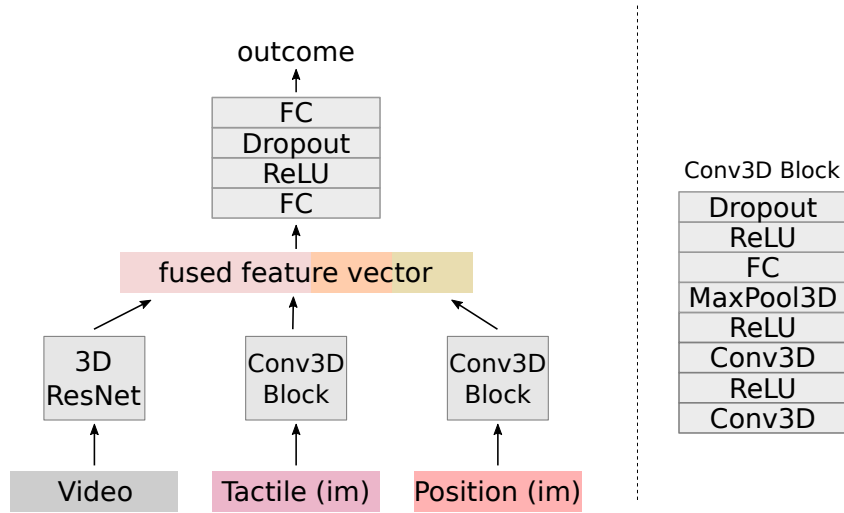 outcome
FC
Dropout
ReLU
FC
fused feature vector
3D
ResNet
Conv3D
Block
Conv3D
Block
Video
Tactile (im)
Position (im)
Conv3D Block
Dropout
ReLU
FC
MaxPool3D
ReLU
Conv3D
ReLU
Conv3D